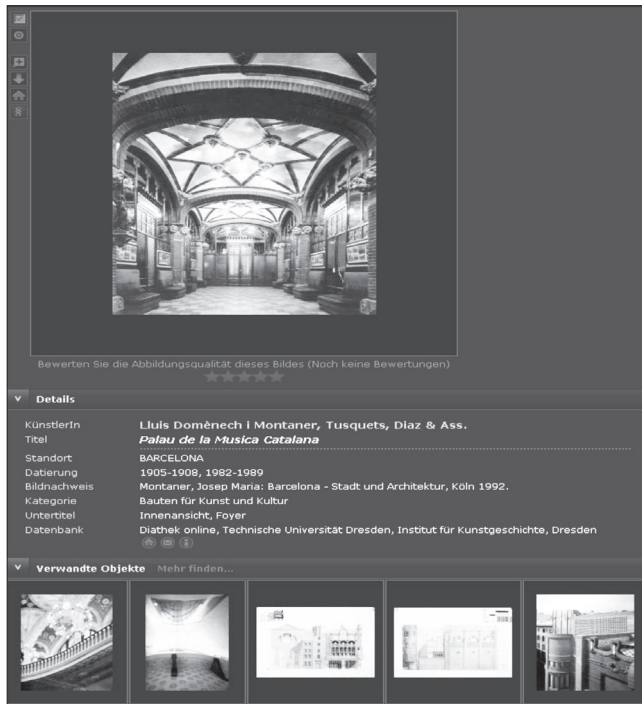 Bewerten Sie die Abbildungsqualität dieses Bildes (Noch keine Bewertungen)
Details
KünstlerIn Lluis Domènech i Montaner, Tusquets, Diaz & Ass.
Titel Palau de la Musica Catalana
Standort BARCELONA
Datierung 1905-1908, 1982-1989
Bildnachweis Montaner, Josep Maria: Barcelona - Stadt und Architektur, Köln 1992.
Kategorie Bauten für Kunst und Kultur
Untertitel Innenansicht, Foyer
Datenbank Diathek online, Technische Universität Dresden, Institut für Kunstgeschichte, Dresden
Verwandte Objekte Mehr finden...